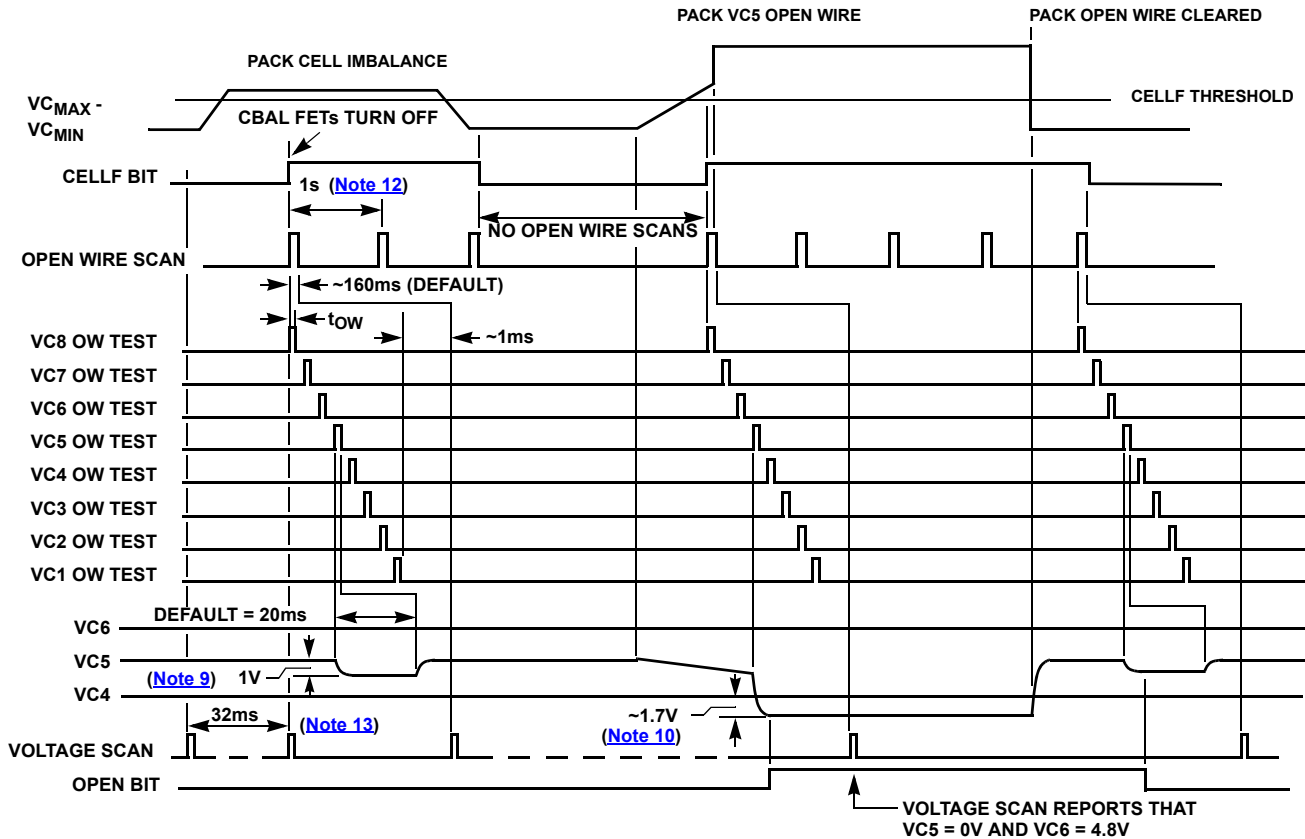 PACK VC5 OPEN WIRE
PACK OPEN WIRE CLEARED
PACK CELL IMBALANCE
VCMAX -
VCMIN
CELLF THRESHOLD
CBAL FETs TURN OFF
CELLF BIT
1s (Note 12)
NO OPEN WIRE SCANS
OPEN WIRE SCAN
~160ms (DEFAULT)
tOW
~1ms
VC8 OW TEST
VC7 OW TEST
VC6 OW TEST
VC5 OW TEST
VC4 OW TEST
VC3 OW TEST
VC2 OW TEST
VC1 OW TEST
DEFAULT = 20ms
VC6
VC5
(Note 9) 1V
VC4
~1.7V
(Note 10)
32ms
(Note 13)
VOLTAGE SCAN
OPEN BIT
VOLTAGE SCAN REPORTS THAT
VC5 = 0V AND VC6 = 4.8V